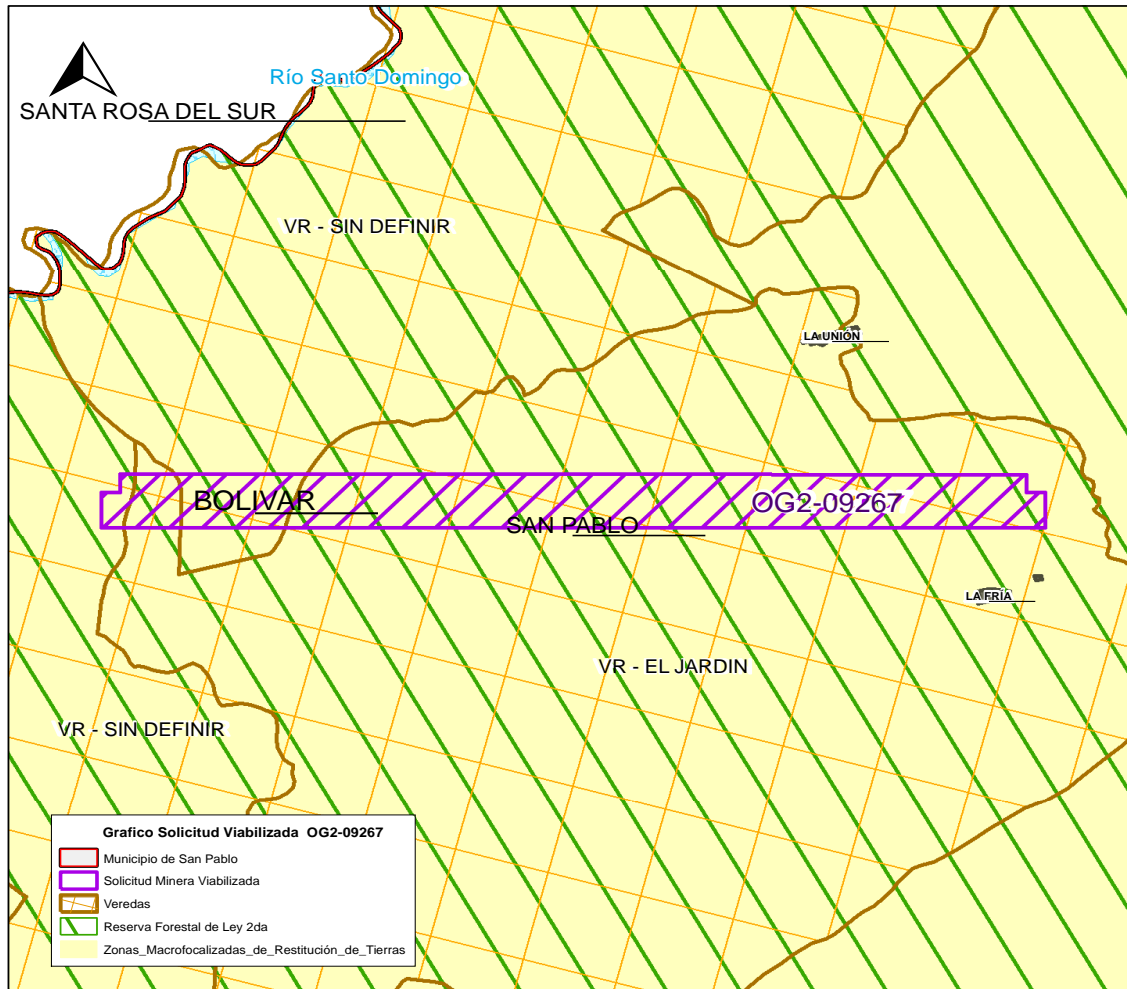 Río Santo Domingo
SANTA ROSA DEL SUR
VR - SIN DEFINIR
LA UNIÓN
BOLIVAR
OG2-09267
SAN PABLO
LA FRÍA
VR - EL JARDIN
VR - SIN DEFINIR
Grafico Solicitud Viabilizada OG2-09267
Municipio de San Pablo
Solicitud Minera Viabilizada
Veredas
Reserva Forestal de Ley 2da
Zonas_Macrofocalizadas_de_Restitución_de_Tierras